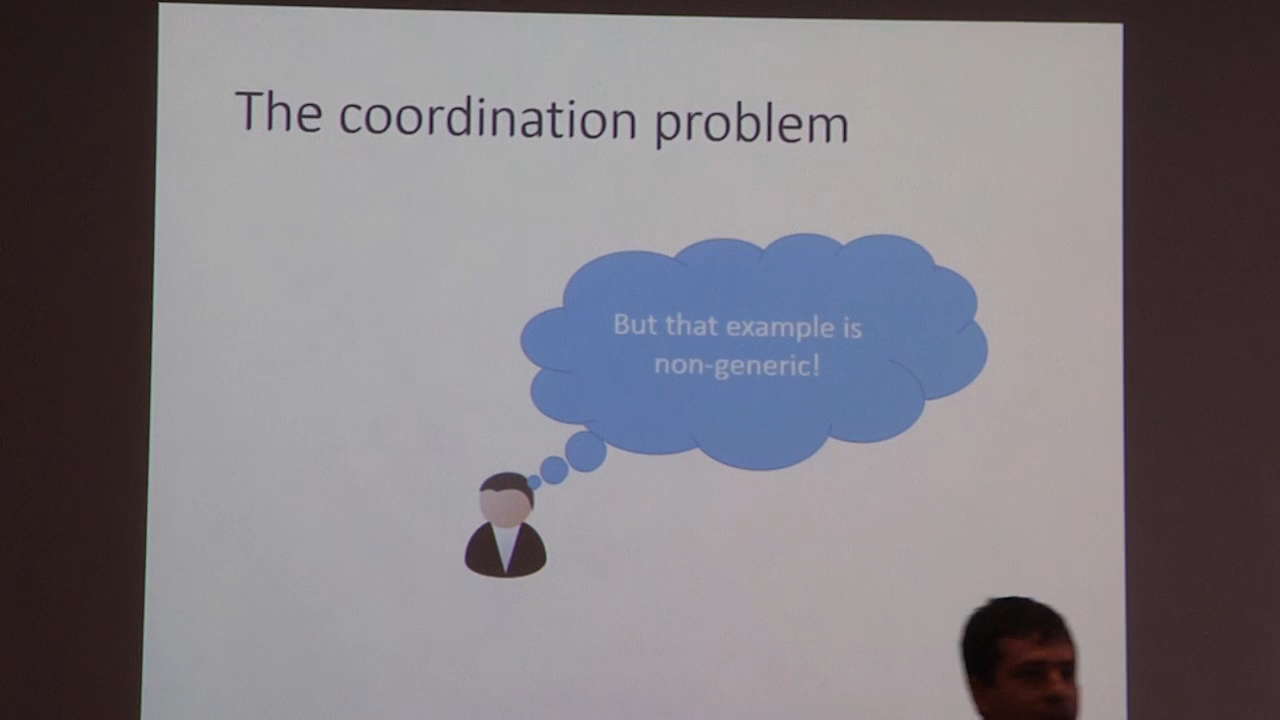 The coordination problem
But that example is
non-generic!